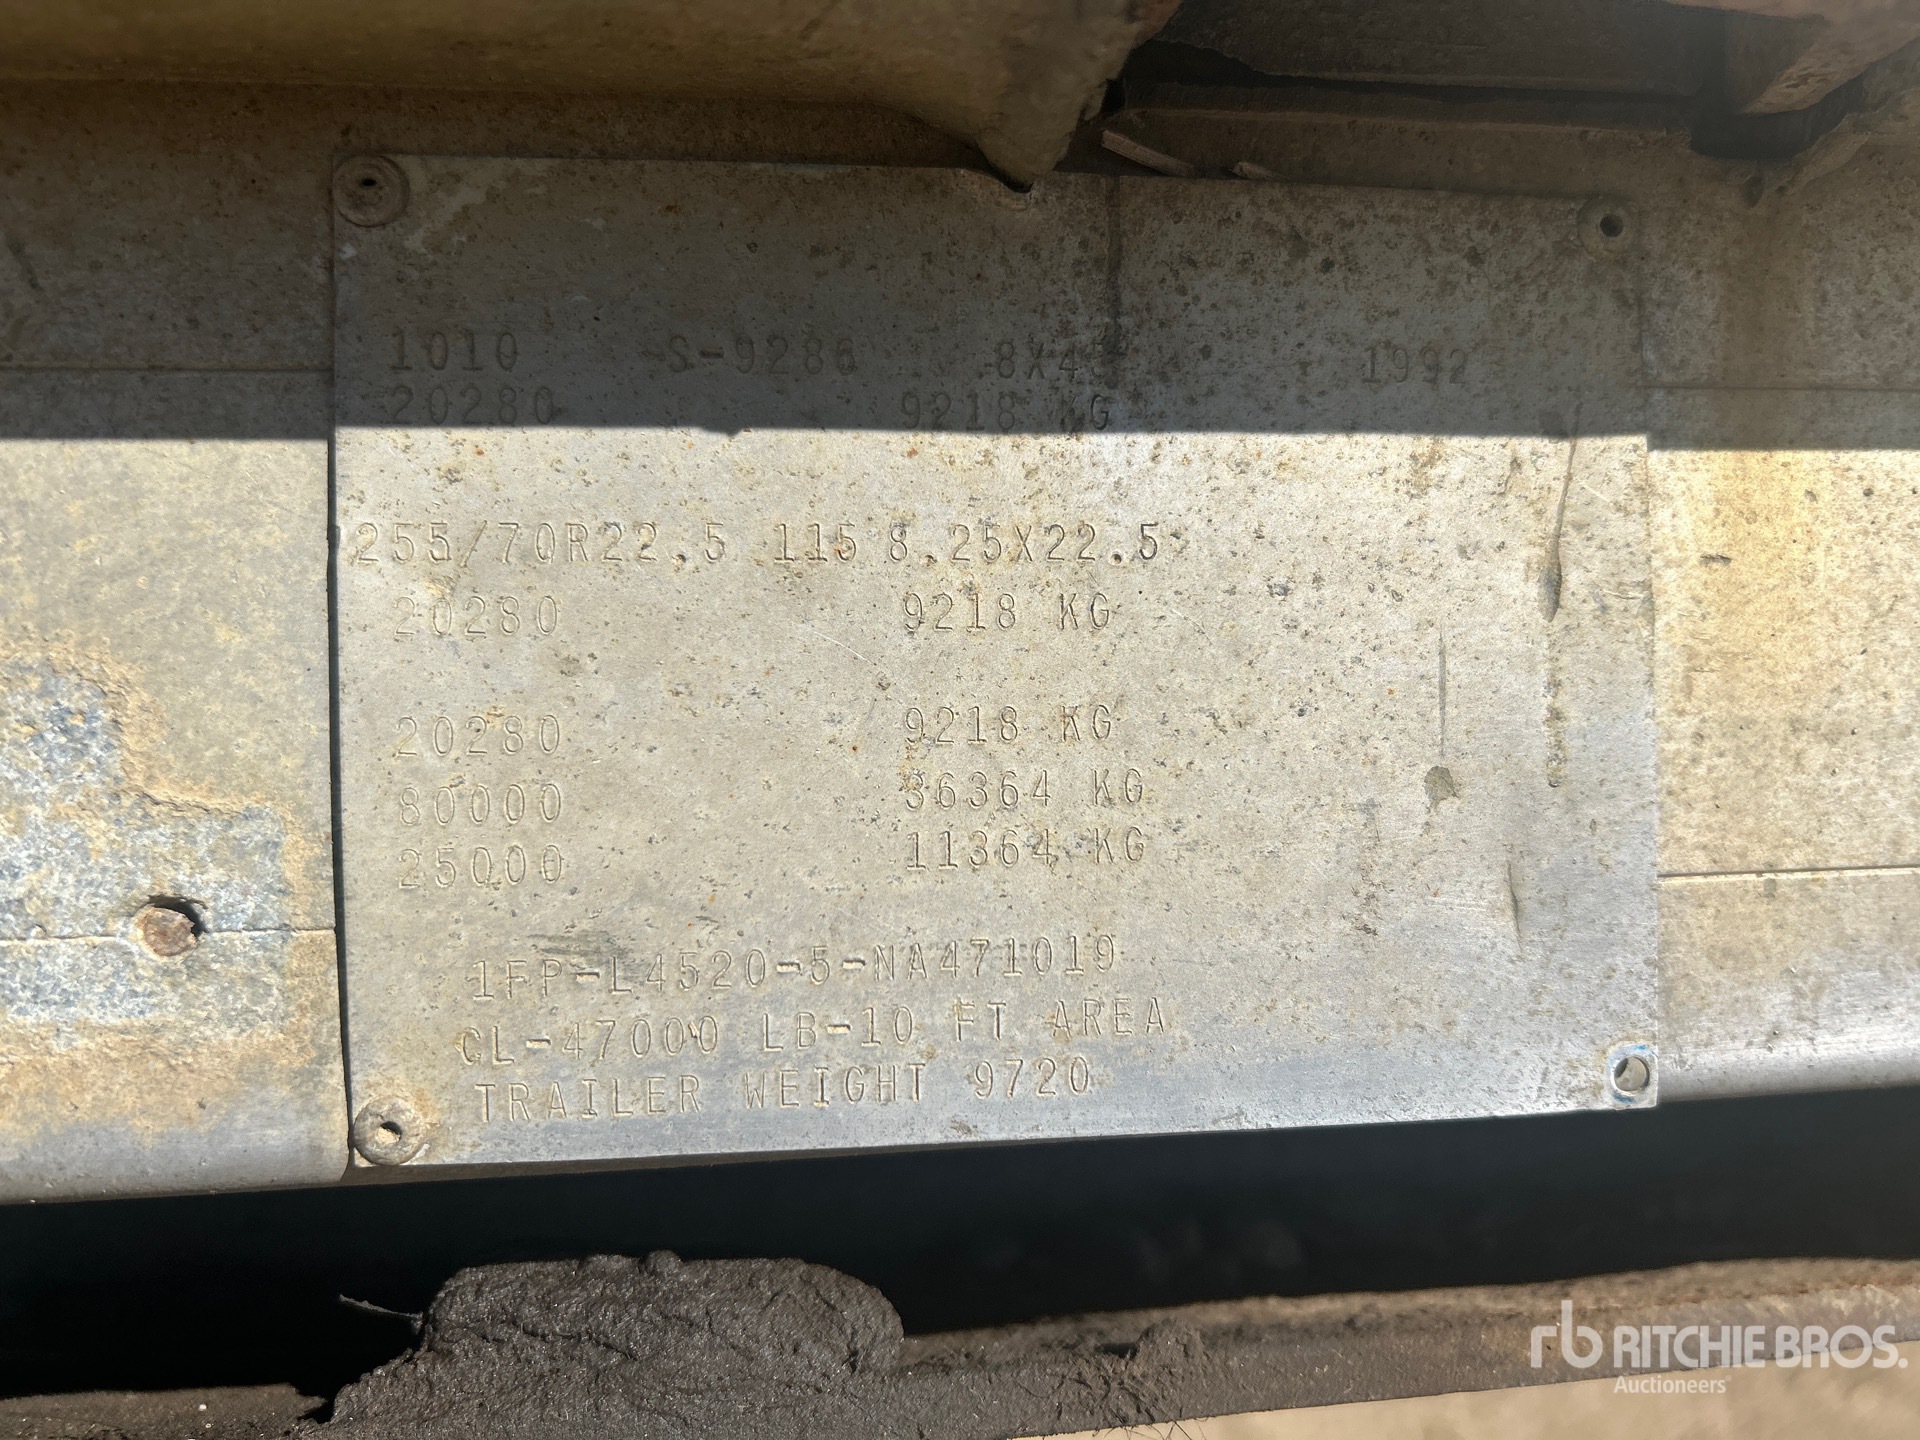 1010 S-9286 8X45 1992
20280 9218 KG
255/70R22.5 115 8.25X22.5
20280 9218 KG
20280 9218 KG
80000 36364 KG
25000 11364 KG
1FP-L4520-5-NA471019
CL-47000 LB-10 FT AREA
TRAILER WEIGHT 9720
rb RITCHIE BROS.
Auctioneers